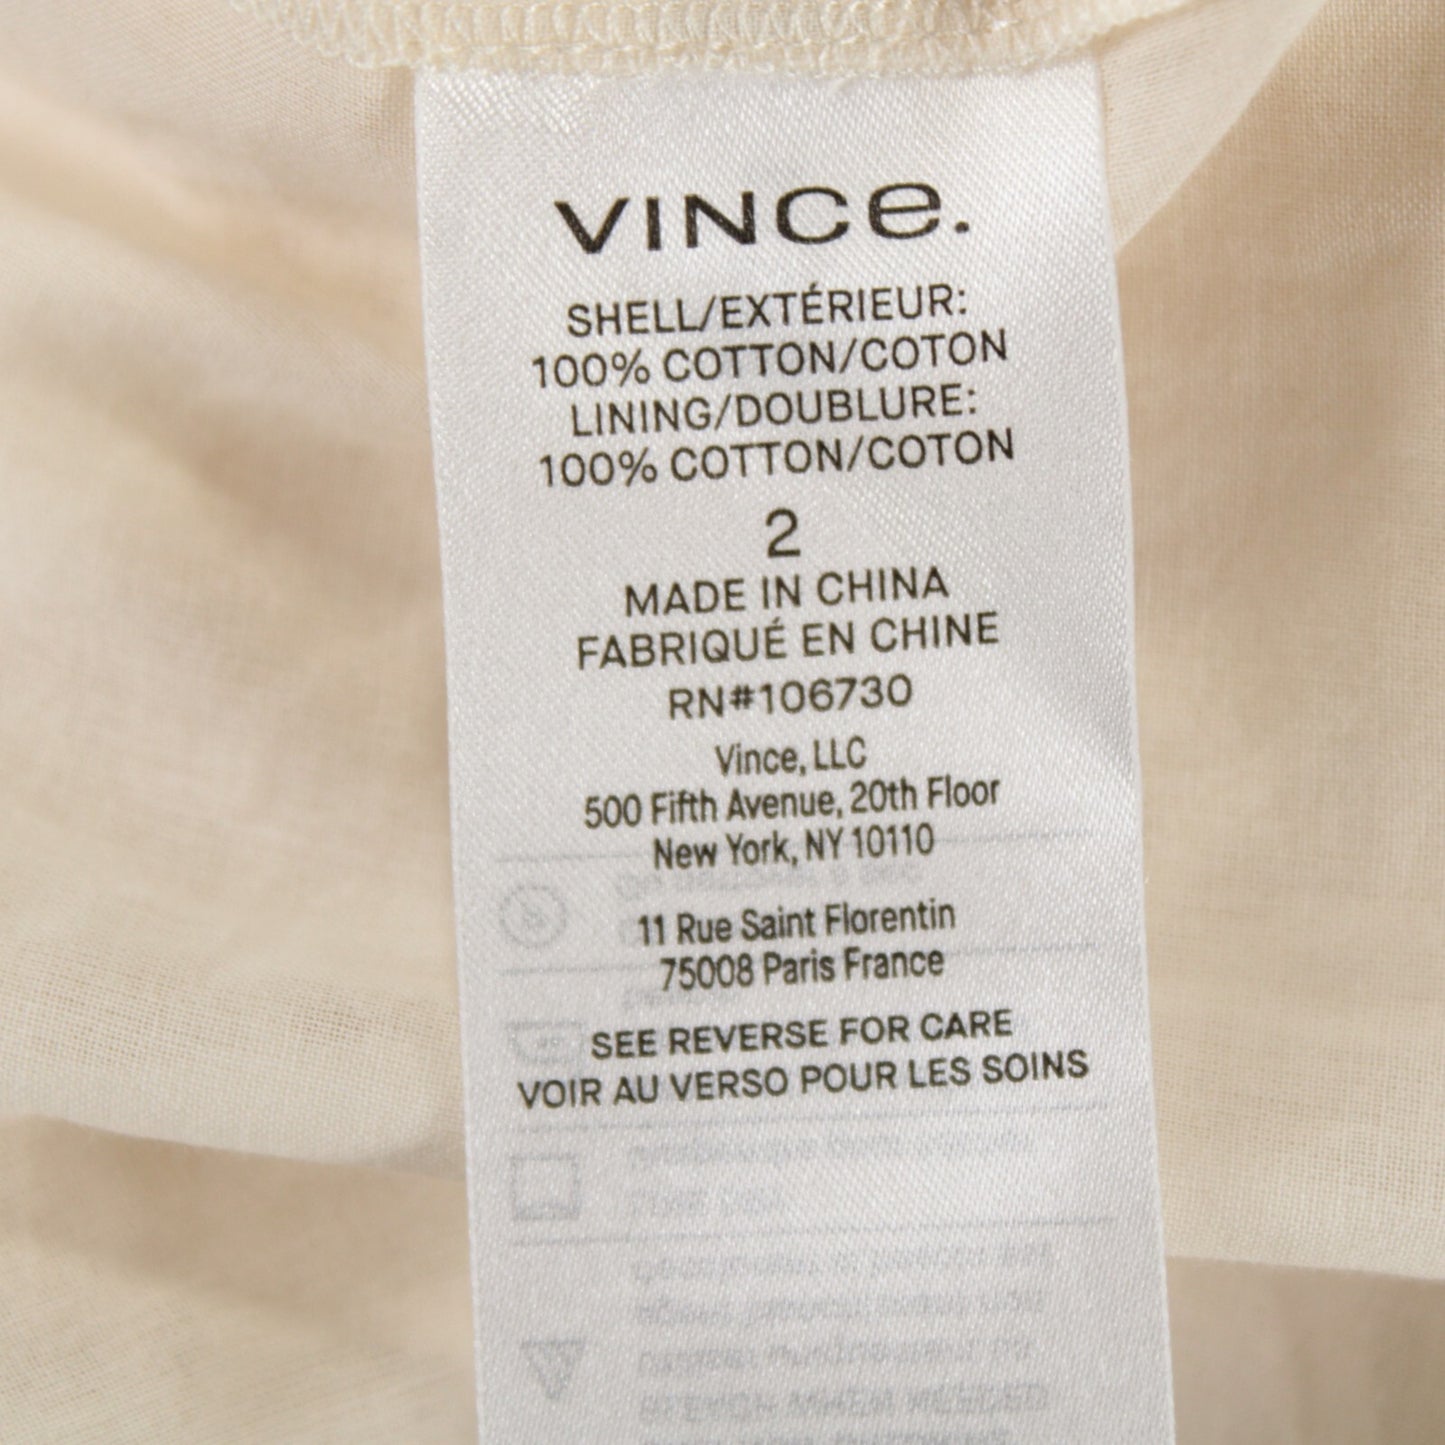 VINCe.
SHELL/EXTÉRIEUR:
100% COTTON/COTON
LINING/DOUBLURE:
100% COTTON/COTON
2
MADE IN CHINA
FABRIQUÉ EN CHINE
RN#106730
Vince, LLC
500 Fifth Avenue, 20th Floor
New York, NY 10110
11 Rue Saint Florentin
75008 Paris France
SEE REVERSE FOR CARE
VOIR AU VERSO POUR LES SOINS